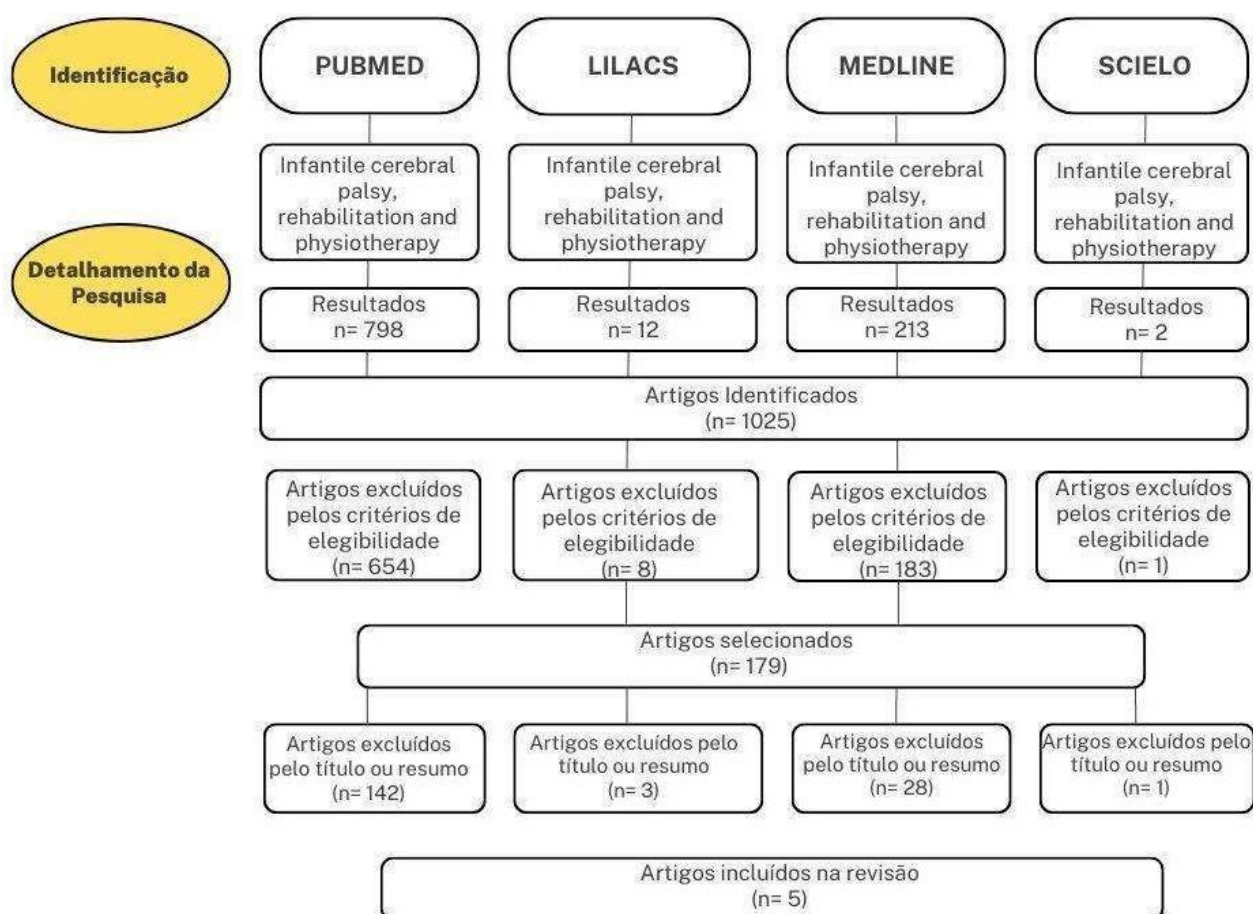 Identificação
PUBMED
LILACS
MEDLINE
SCIELO
Infantile cerebral
palsy,
rehabilitation and
physiotherapy
Infantile cerebral
palsy,
rehabilitation and
physiotherapy
Infantile cerebral
palsy,
rehabilitation and
physiotherapy
Infantile cerebral
palsy,
rehabilitation and
physiotherapy
Detalhamento da
Pesquisa
Resultados
n= 798
Resultados
n= 12
Resultados
n= 213
Resultados
n= 2
Artigos Identificados
(n= 1025)
Artigos excluídos
pelos critérios de
elegibilidade
(n= 654)
Artigos excluídos
pelos critérios de
elegibilidade
(n= 8)
Artigos excluídos
pelos critérios de
elegibilidade
(n= 183)
Artigos excluídos
pelos critérios de
elegibilidade
(n= 1)
Artigos selecionados
(n= 179)
Artigos excluídos
pelo título ou resumo
(n= 142)
Artigos excluídos pelo
título ou resumo
(n= 3)
Artigos excluídos
pelo título ou resumo
(n= 28)
Artigos excluídos pelo
título ou resumo
(n= 1)
Artigos incluídos na revisão
(n= 5)